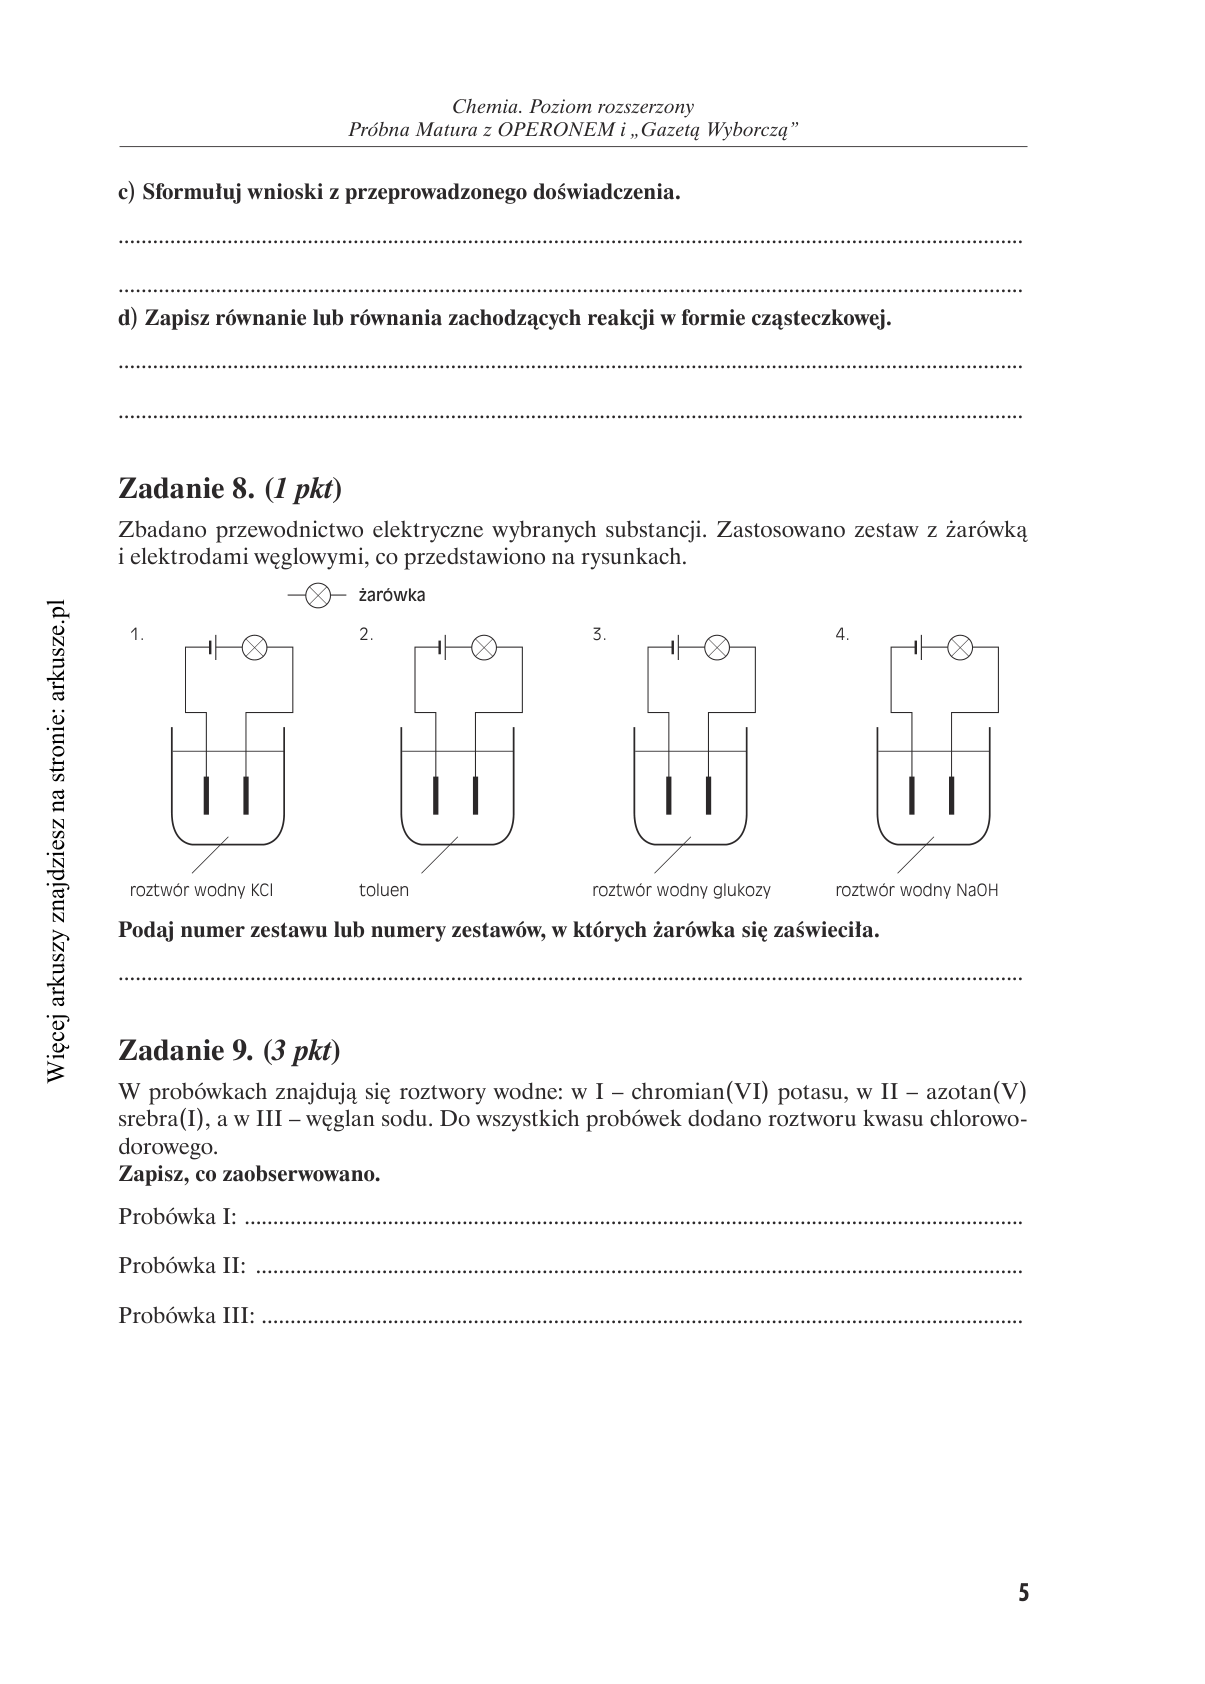 Chemia. Poziom rozszerzony
Próbna Matura z OPERONEM i „Gazetą Wyborczą”
c) Sformułuj wnioski z przeprowadzonego doświadczenia.
d) Zapisz równanie lub równania zachodzących reakcji w formie cząsteczkowej.
Zadanie 8. (1 pkt)
Zbadano przewodnictwo elektryczne wybranych substancji. Zastosowano zestaw z żarówką
i elektrodami węglowymi, co przedstawiono na rysunkach.
żarówka
1. 2. 3. 4.
roztwór wodny KCl toluen roztwór wodny glukozy roztwór wodny NaOH
Podaj numer zestawu lub numery zestawów, w których żarówka się zaświeciła.
Zadanie 9. (3 pkt)
W probówkach znajdują się roztwory wodne: w I – chromian(VI) potasu, w II – azotan(V)
srebra(I), a w III – węglan sodu. Do wszystkich probówek dodano roztworu kwasu chlorowo-
dorowego.
Zapisz, co zaobserwowano.
Probówka I:
Probówka II:
Probówka III:
5
Więcej arkuszy znajdziesz na stronie: arkusze.pl